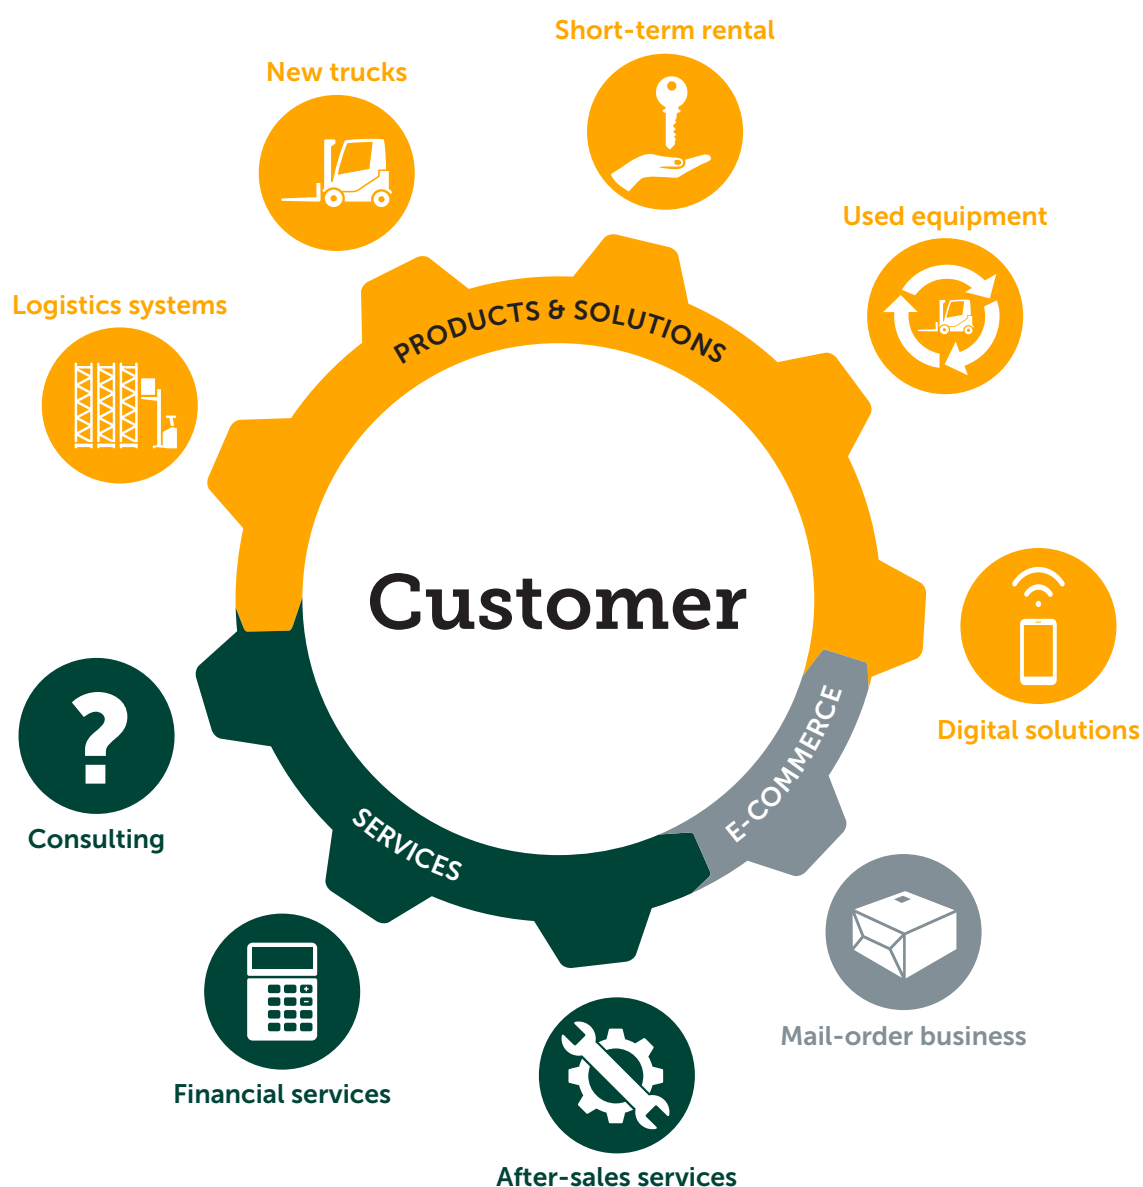 Short-term rental
New trucks
Used equipment
Logistics systems
PRODUCTS & SOLUTIONS
Customer
Digital solutions
E-COMMERCE
SERVICES
Consulting
Mail-order business
Financial services
After-sales services